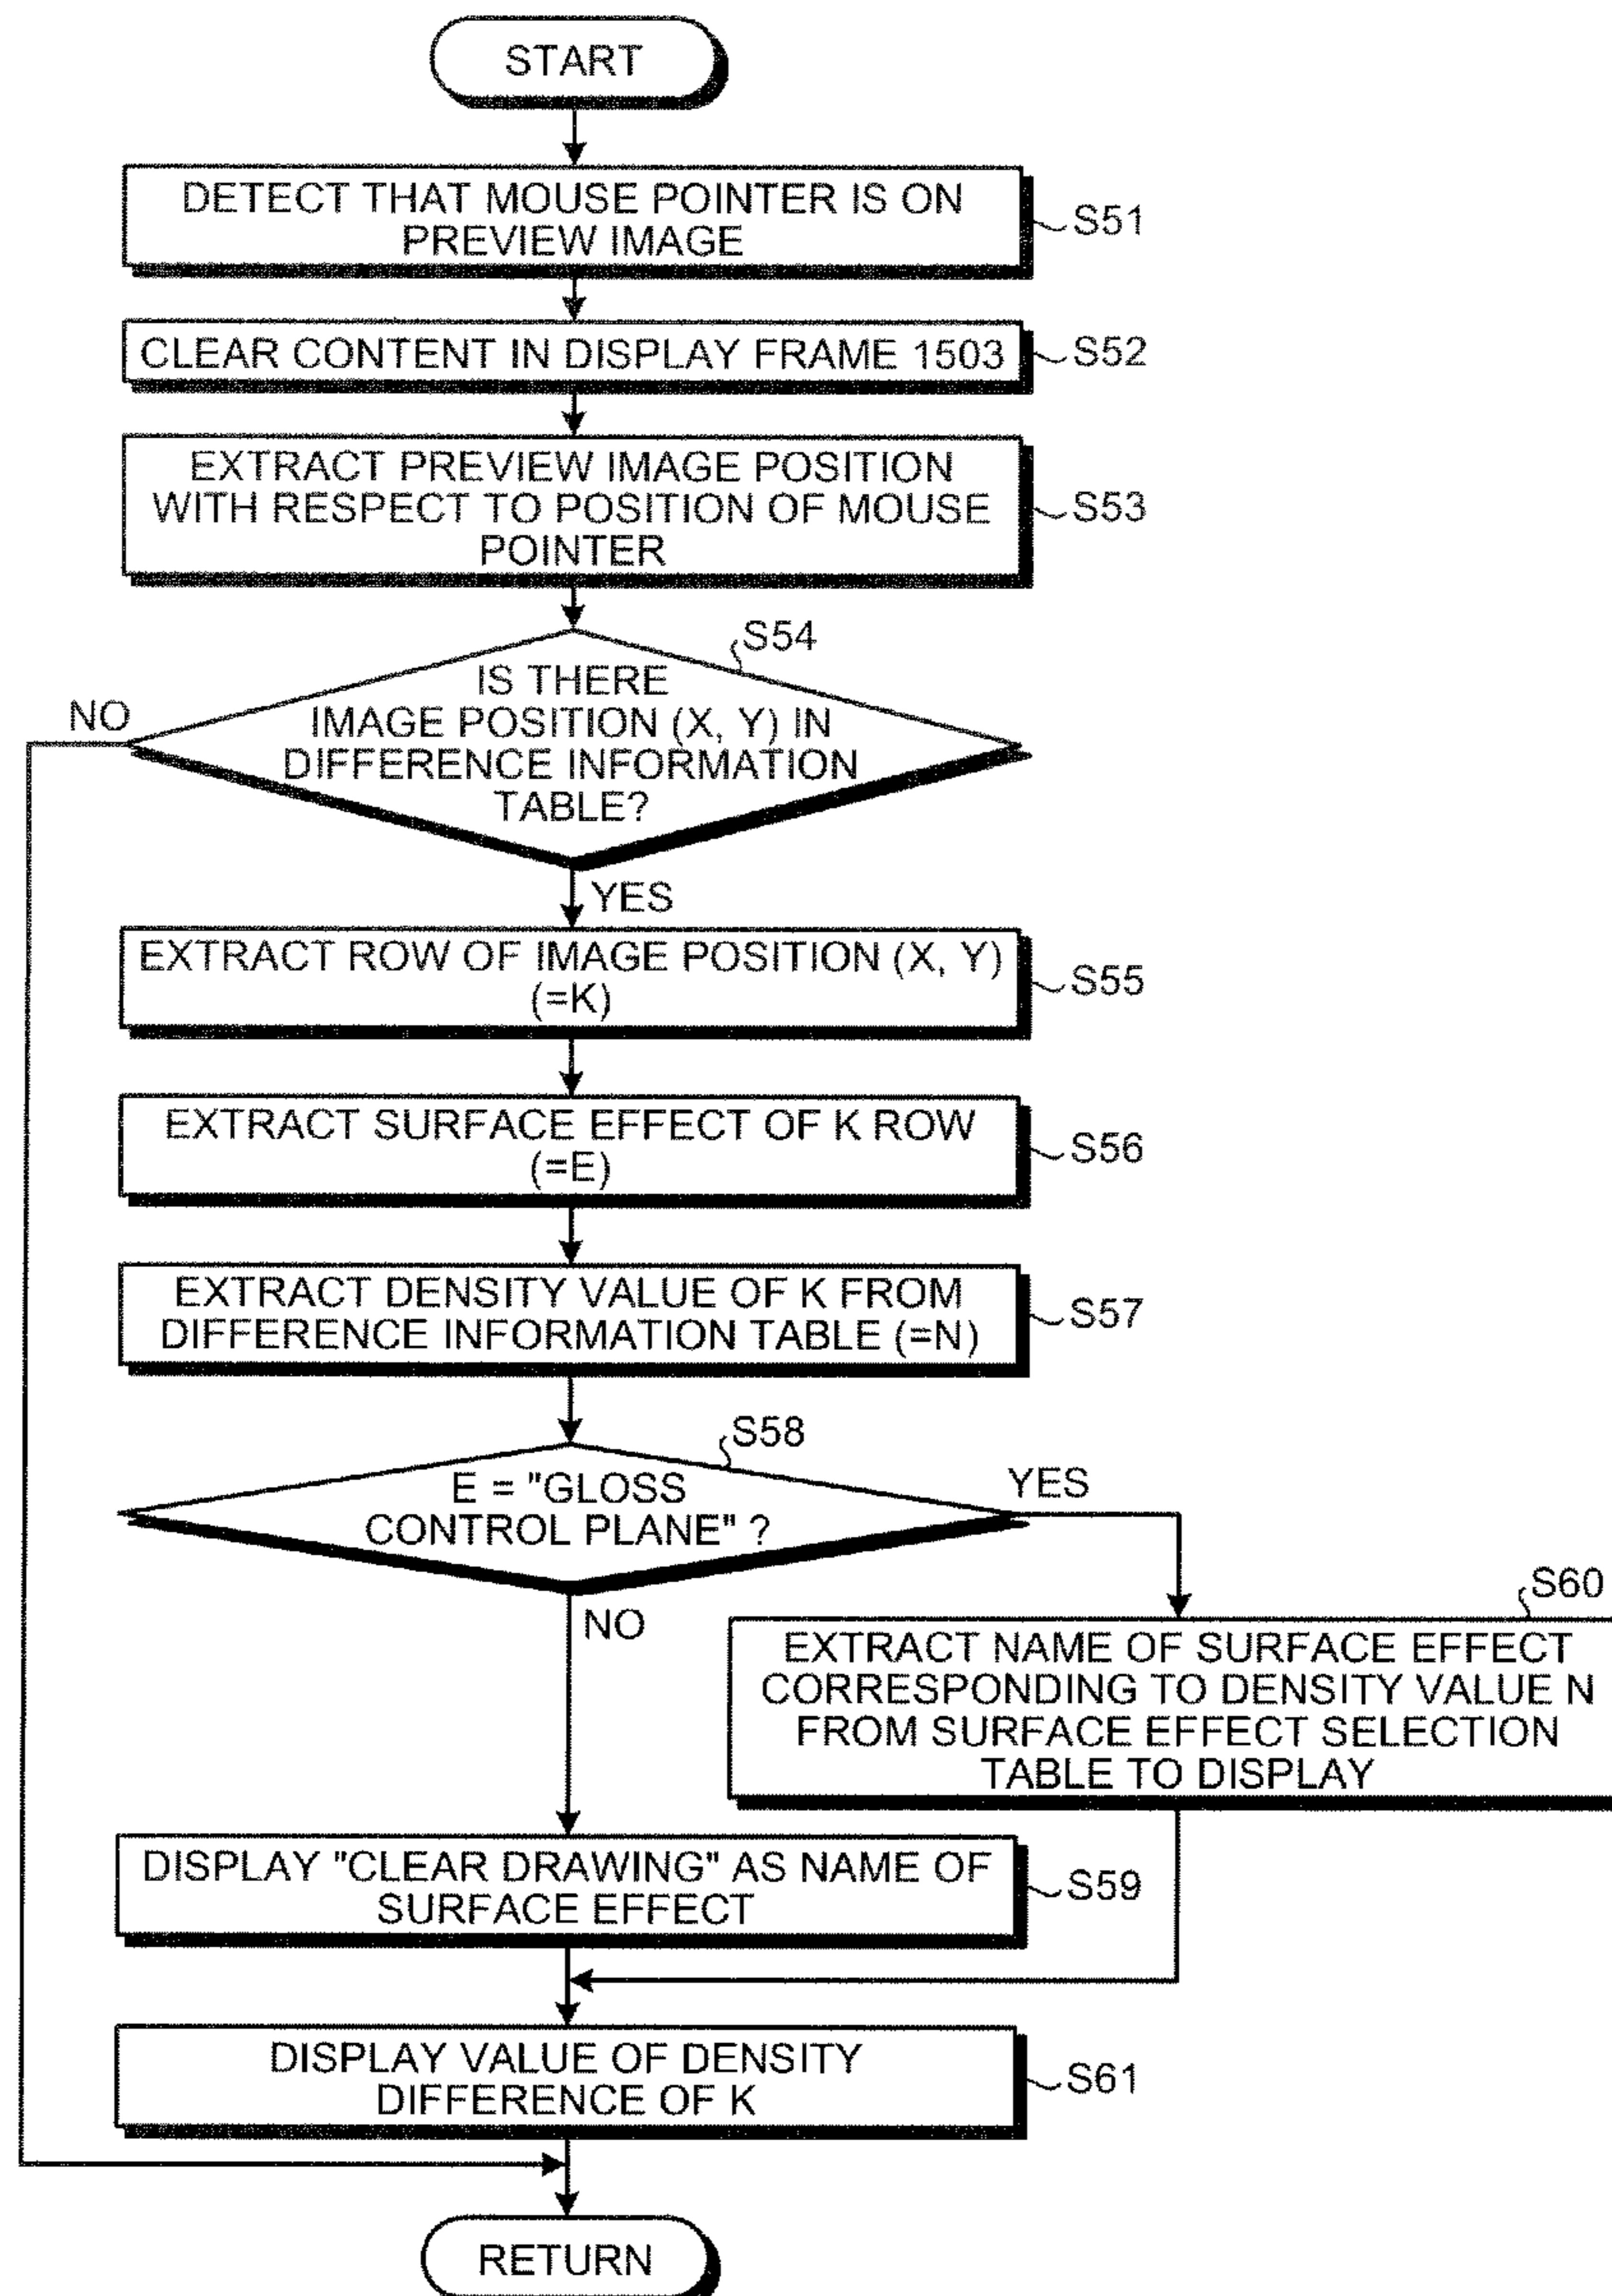 START
DETECT THAT MOUSE POINTER IS ON
PREVIEW IMAGE
S51
CLEAR CONTENT IN DISPLAY FRAME 1503
S52
EXTRACT PREVIEW IMAGE POSITION
WITH RESPECT TO POSITION OF MOUSE
POINTER
S53
S54
IS THERE
IMAGE POSITION (X, Y) IN
DIFFERENCE INFORMATION
TABLE?
NO
YES
EXTRACT ROW OF IMAGE POSITION (X, Y)
(=K)
S55
EXTRACT SURFACE EFFECT OF K ROW
(=E)
S56
EXTRACT DENSITY VALUE OF K FROM
DIFFERENCE INFORMATION TABLE (=N)
S57
S58
E = "GLOSS
CONTROL PLANE" ?
YES
NO
S60
EXTRACT NAME OF SURFACE EFFECT
CORRESPONDING TO DENSITY VALUE N
FROM SURFACE EFFECT SELECTION
TABLE TO DISPLAY
DISPLAY "CLEAR DRAWING" AS NAME OF
SURFACE EFFECT
S59
DISPLAY VALUE OF DENSITY
DIFFERENCE OF K
S61
RETURN